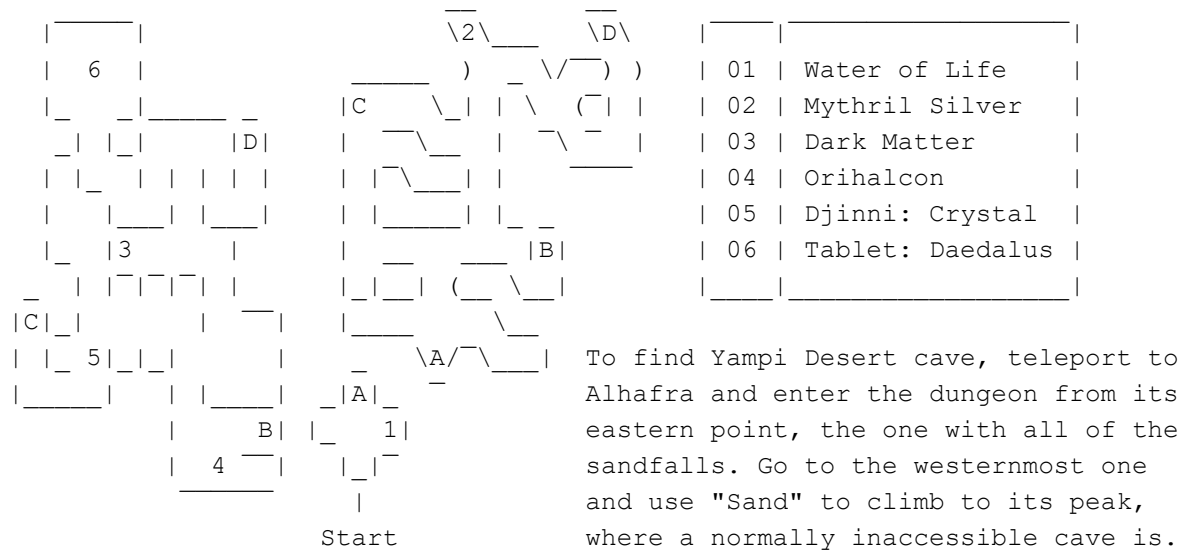 2 D
6 01 Water of Life
C 02 Mythril Silver
D 03 Dark Matter
04 Orihalcon
05 Djinni: Crystal
3 B 06 Tablet: Daedalus
C
5 A To find Yampi Desert cave, teleport to
A Alhafra and enter the dungeon from its
B 1 eastern point, the one with all of the
4 sandfalls. Go to the westernmost one
and use "Sand" to climb to its peak,
Start where a normally inaccessible cave is.